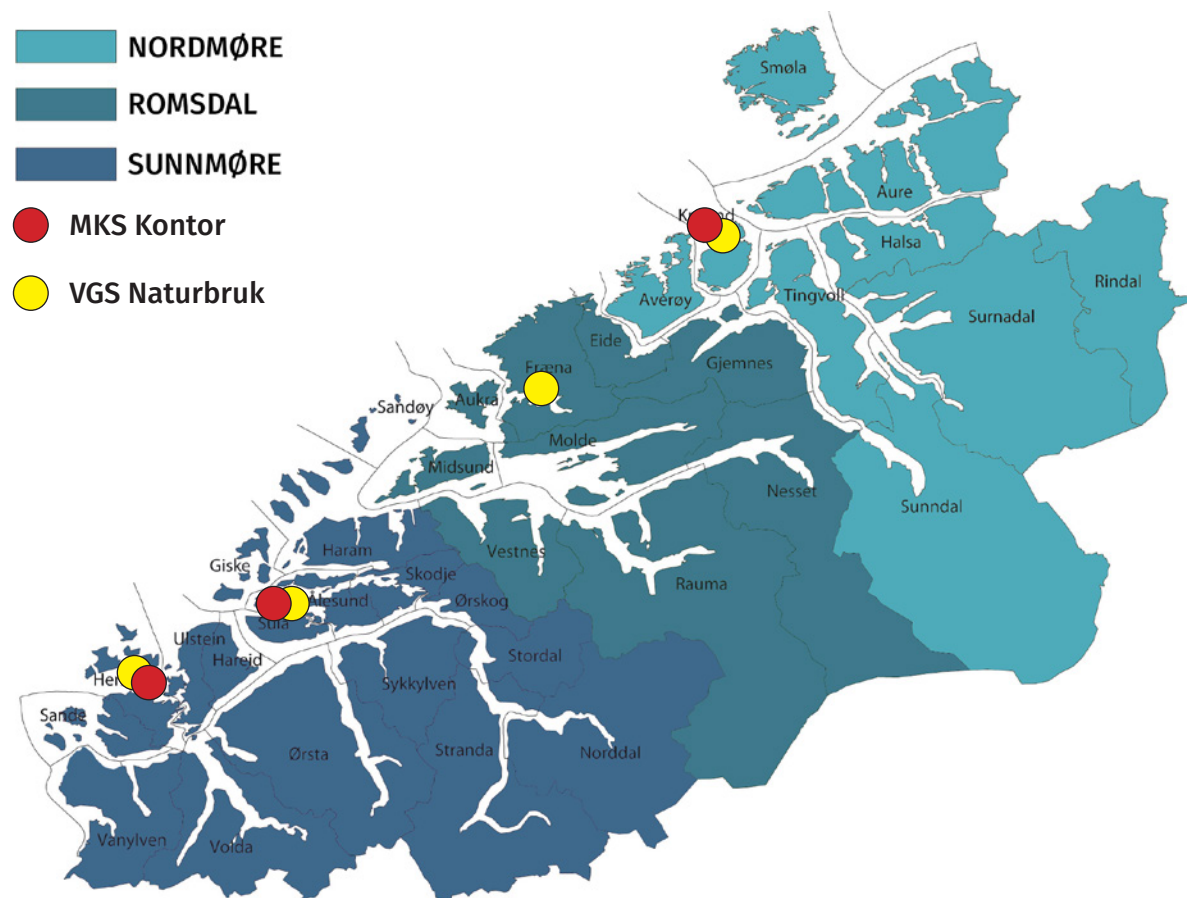 NORDMØRE
ROMSDAL
SUNNMØRE
MKS Kontor
VGS Naturbruk
Smøla
Aure
Halsa
Rindal
Surnadal
Tingvoll
Averøy
Eide
Fræna
Gjemnes
Aukra
Sandøy
Molde
Midsund
Nesset
Sunndal
Vestnes
Rauma
Haram
Giske
Skodje
Ålesund
Ørskog
Sula
Ulstein
Hareid
Stordal
Sykkylven
Sande
Ørsta
Stranda
Norddal
Vanylven
Volda